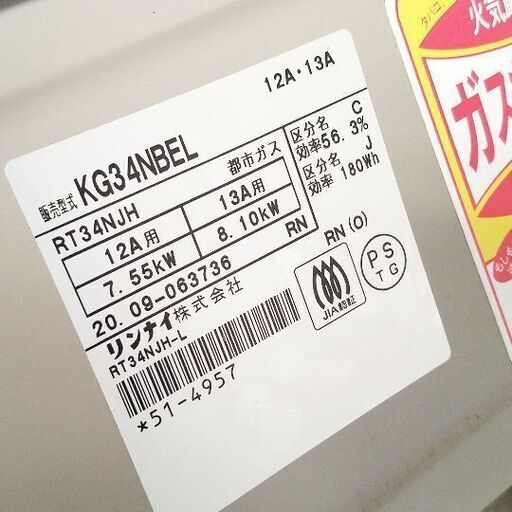 12A・13A
販売型式 KG34NBEL
都市ガス
区分名 C
効率56.3%
区分名 J
効率 180Wh
RT34NJH
12A用 13A用
7.55kW 8.10kW
RN
20.09-063736
RN (O)
リンナイ株式会社
RT34NJH-L
*51-4957
JIA認証
PS
TG
タバコ
火気
ガス